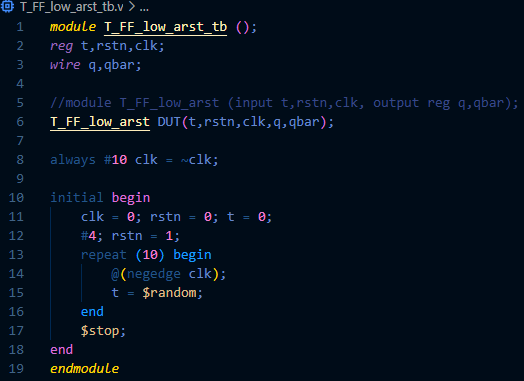 T_FF_low_arst_tb.v > ...
1 module T_FF_low_arst_tb ();
2 reg t,rstn,clk;
3 wire q,qbar;
4
5 //module T_FF_low_arst (input t,rstn,clk, output reg q,qbar);
6 T_FF_low_arst DUT(t,rstn,clk,q,qbar);
7
8 always #10 clk = ~clk;
9
10 initial begin
11     clk = 0; rstn = 0; t = 0;
12     #4; rstn = 1;
13     repeat (10) begin
14         @(negedge clk);
15         t = $random;
16     end
17     $stop;
18 end
19 endmodule